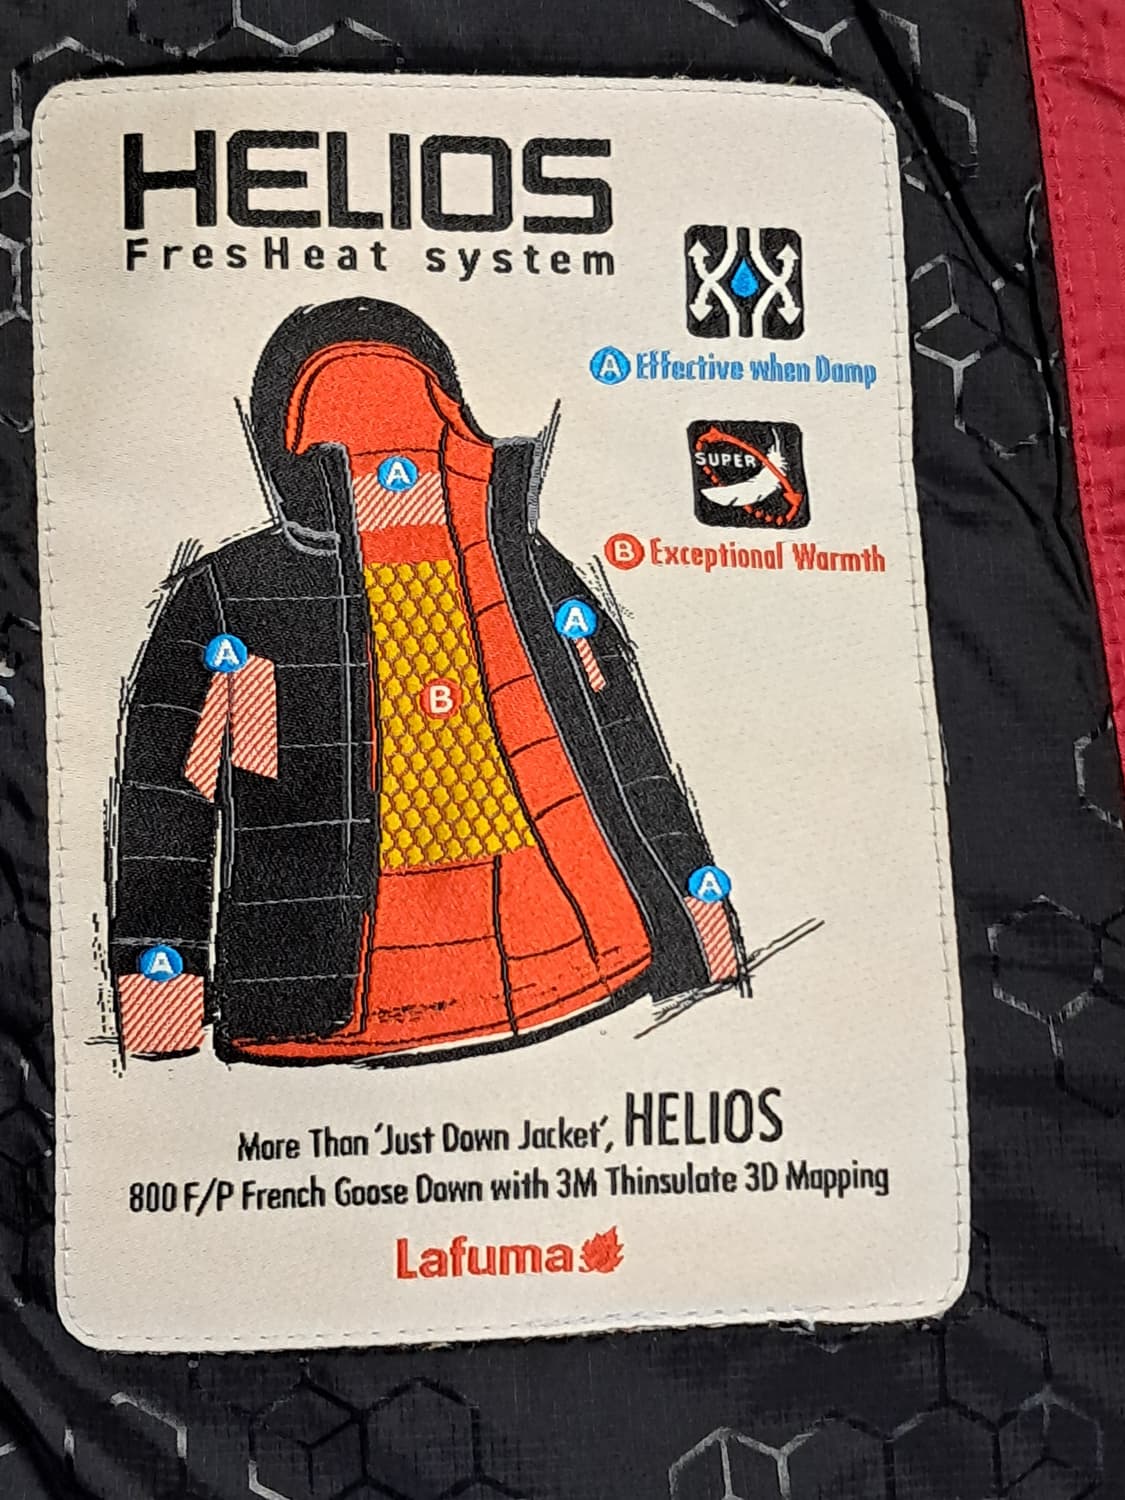 HELIOS
FresHeat system
A Effective when Damp
SUPER
B Exceptional Warmth
A
A
A
B
A
A
More Than ‘Just Down Jacket’, HELIOS
800 F/P French Goose Down with 3M Thinsulate 3D Mapping
Lafuma